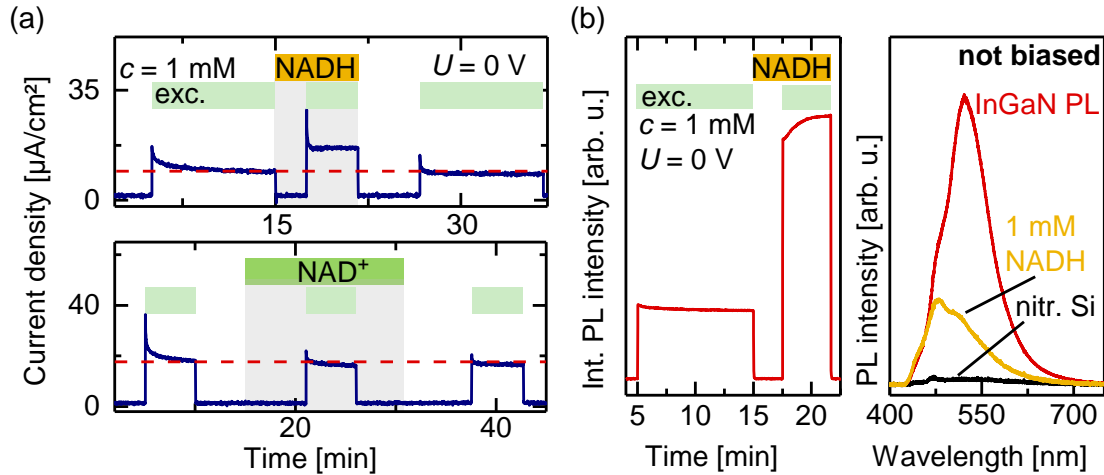 (a)
Current density [µA/cm²]
c = 1 mM
NADH
U = 0 V
exc.
35
0
15
30
NAD+
40
0
20
40
Time [min]
(b)
Int. PL intensity [arb. u.]
NADH
exc.
c = 1 mM
U = 0 V
5
10
15
20
Time [min]
PL intensity [arb. u.]
not biased
InGaN PL
1 mM
NADH
nitr. Si
400
550
700
Wavelength [nm]